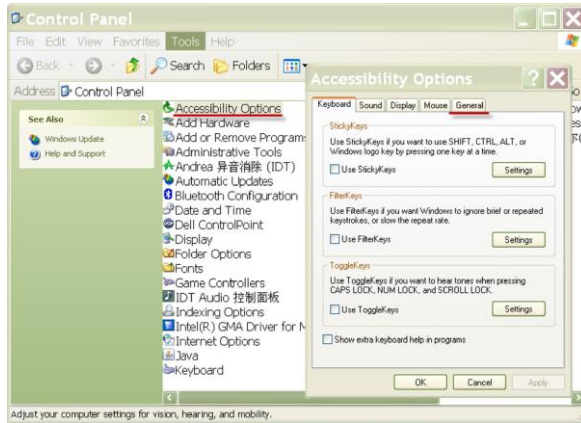 Control Panel
File Edit View Favorites Tools Help
Back Search Folders
Address Control Panel
See Also
Windows Update
Help and Support
Accessibility Options
Add Hardware
Add or Remove Program
Administrative Tools
Andrea 异音消除 (IDT)
Automatic Updates
Bluetooth Configuration
Date and Time
Dell ControlPoint
Display
Folder Options
Fonts
Game Controllers
IDT Audio 控制面板
Indexing Options
Intel(R) GMA Driver for M
Internet Options
Java
Keyboard
Accessibility Options
Keyboard Sound Display Mouse General
StickyKeys
Use StickyKeys if you want to use SHIFT, CTRL, ALT, or
Windows logo key by pressing one key at a time.
Use StickyKeys Settings
FilterKeys
Use FilterKeys if you want Windows to ignore brief or repeated
keystrokes, or slow the repeat rate.
Use FilterKeys Settings
ToggleKeys
Use ToggleKeys if you want to hear tones when pressing
CAPS LOCK, NUM LOCK, and SCROLL LOCK.
Use ToggleKeys Settings
Show extra keyboard help in programs
OK Cancel Apply
Adjust your computer settings for vision, hearing, and mobility.